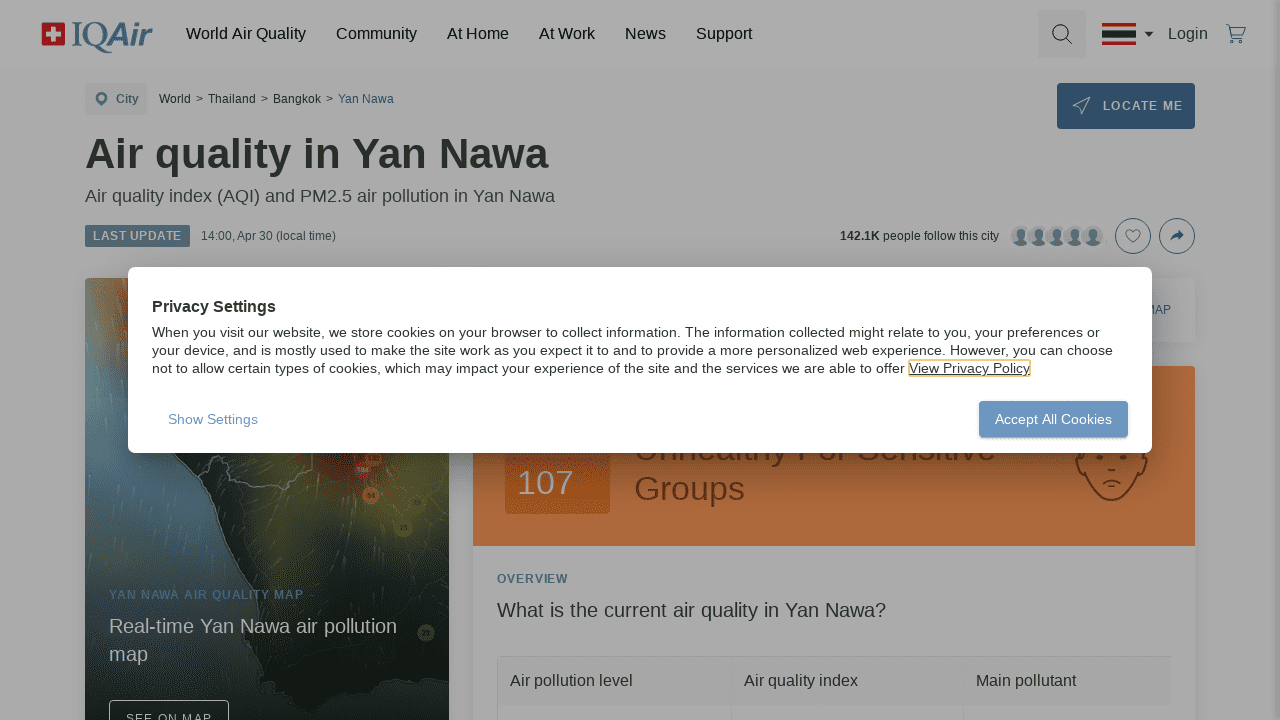 IQAir World Air Quality Community At Home At Work News Support Login
City World > Thailand > Bangkok > Yan Nawa
LOCATE ME
Air quality in Yan Nawa
Air quality index (AQI) and PM2.5 air pollution in Yan Nawa
LAST UPDATE 14:00, Apr 30 (local time)
142.1K people follow this city
MAP
Privacy Settings
When you visit our website, we store cookies on your browser to collect information. The information collected might relate to you, your preferences or
your device, and is mostly used to make the site work as you expect it to and to provide a more personalized web experience. However, you can choose
not to allow certain types of cookies, which may impact your experience of the site and the services we are able to offer View Privacy Policy
Show Settings
Accept All Cookies
107
Unhealthy For Sensitive
Groups
YAN NAWA AIR QUALITY MAP
Real-time Yan Nawa air pollution
map
SEE ON MAP
OVERVIEW
What is the current air quality in Yan Nawa?
Air pollution level Air quality index Main pollutant